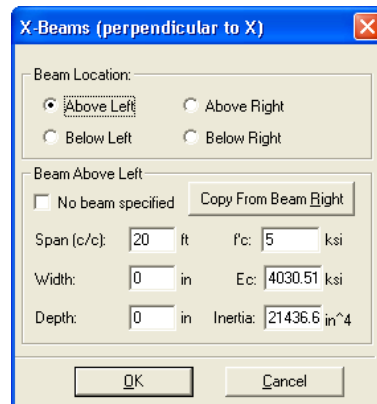 X-Beams (perpendicular to X)
Beam Location:
Above Left Above Right
Below Left Below Right
Beam Above Left
No beam specified Copy From Beam Right
Span (c/c): 20 ft f'c: 5 ksi
Width: 0 in Ec: 4030.51 ksi
Depth: 0 in Inertia: 21436.6 in^4
OK Cancel